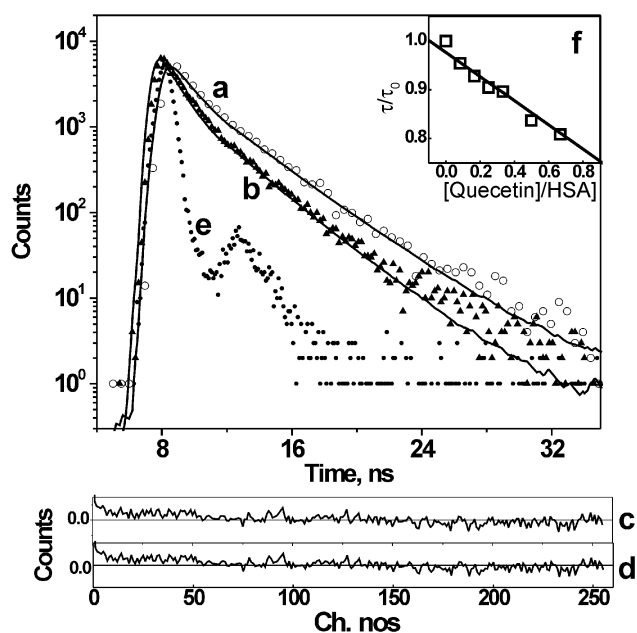 10⁴
10³
10²
10¹
10⁰
Counts
8
16
24
32
Time, ns
a
b
e
f
1.0
0.9
0.8
τ/τ₀
0.0
0.2
0.4
0.6
0.8
[Quecetin]/HSA]
0.0
c
0.0
d
Counts
0
50
100
150
200
250
Ch. nos